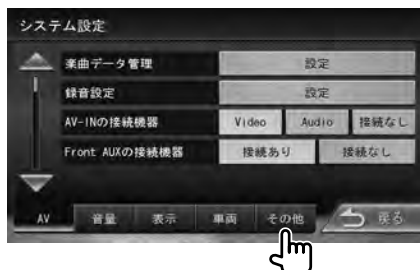 システム設定
楽曲データ管理 設定
録音設定 設定
AV-INの接続機器 Video Audio 接続なし
Front AUXの接続機器 接続あり 接続なし
AV 音量 表示 車両 その他 戻る